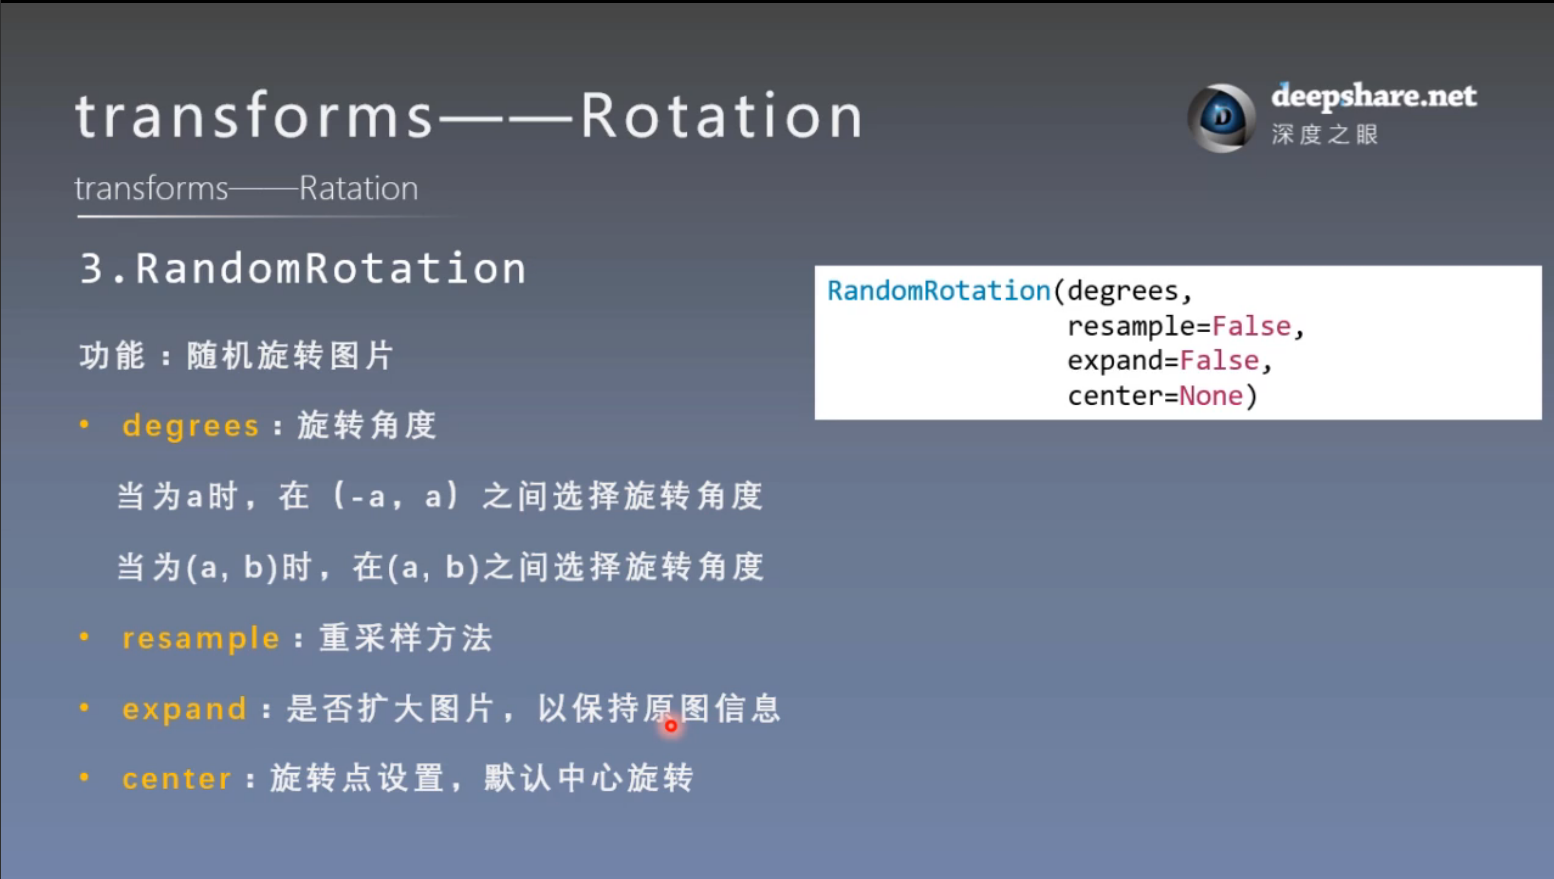 transforms——Rotation
deepshare.net
深度之眼
transforms——Ratation
3.RandomRotation
功能：随机旋转图片
• degrees：旋转角度
当为a时，在（-a，a）之间选择旋转角度
当为(a, b)时，在(a, b)之间选择旋转角度
• resample：重采样方法
• expand：是否扩大图片，以保持原图信息
• center：旋转点设置，默认中心旋转
RandomRotation(degrees,
resample=False,
expand=False,
center=None)